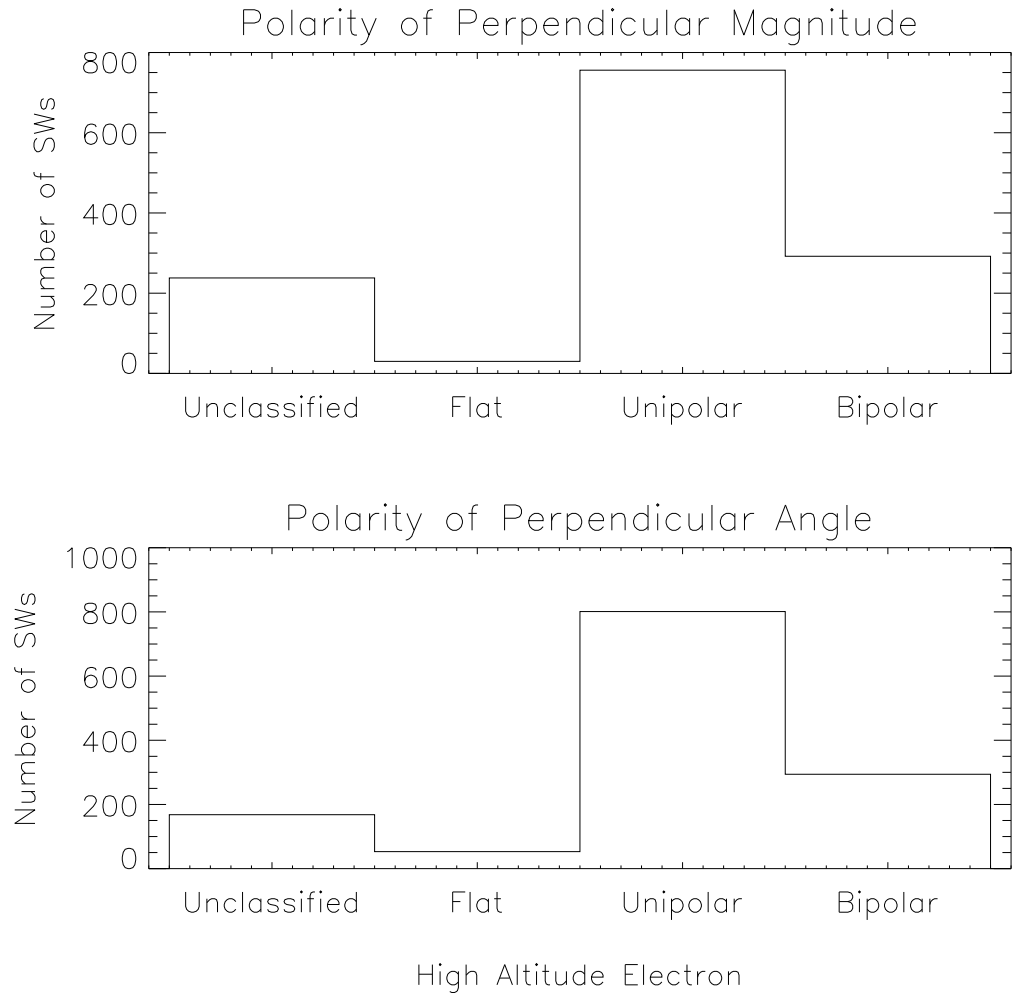 Polarity of Perpendicular Magnitude
Number of SWs
800
600
400
200
0
Unclassified Flat Unipolar Bipolar
Polarity of Perpendicular Angle
Number of SWs
1000
800
600
400
200
0
Unclassified Flat Unipolar Bipolar
High Altitude Electron